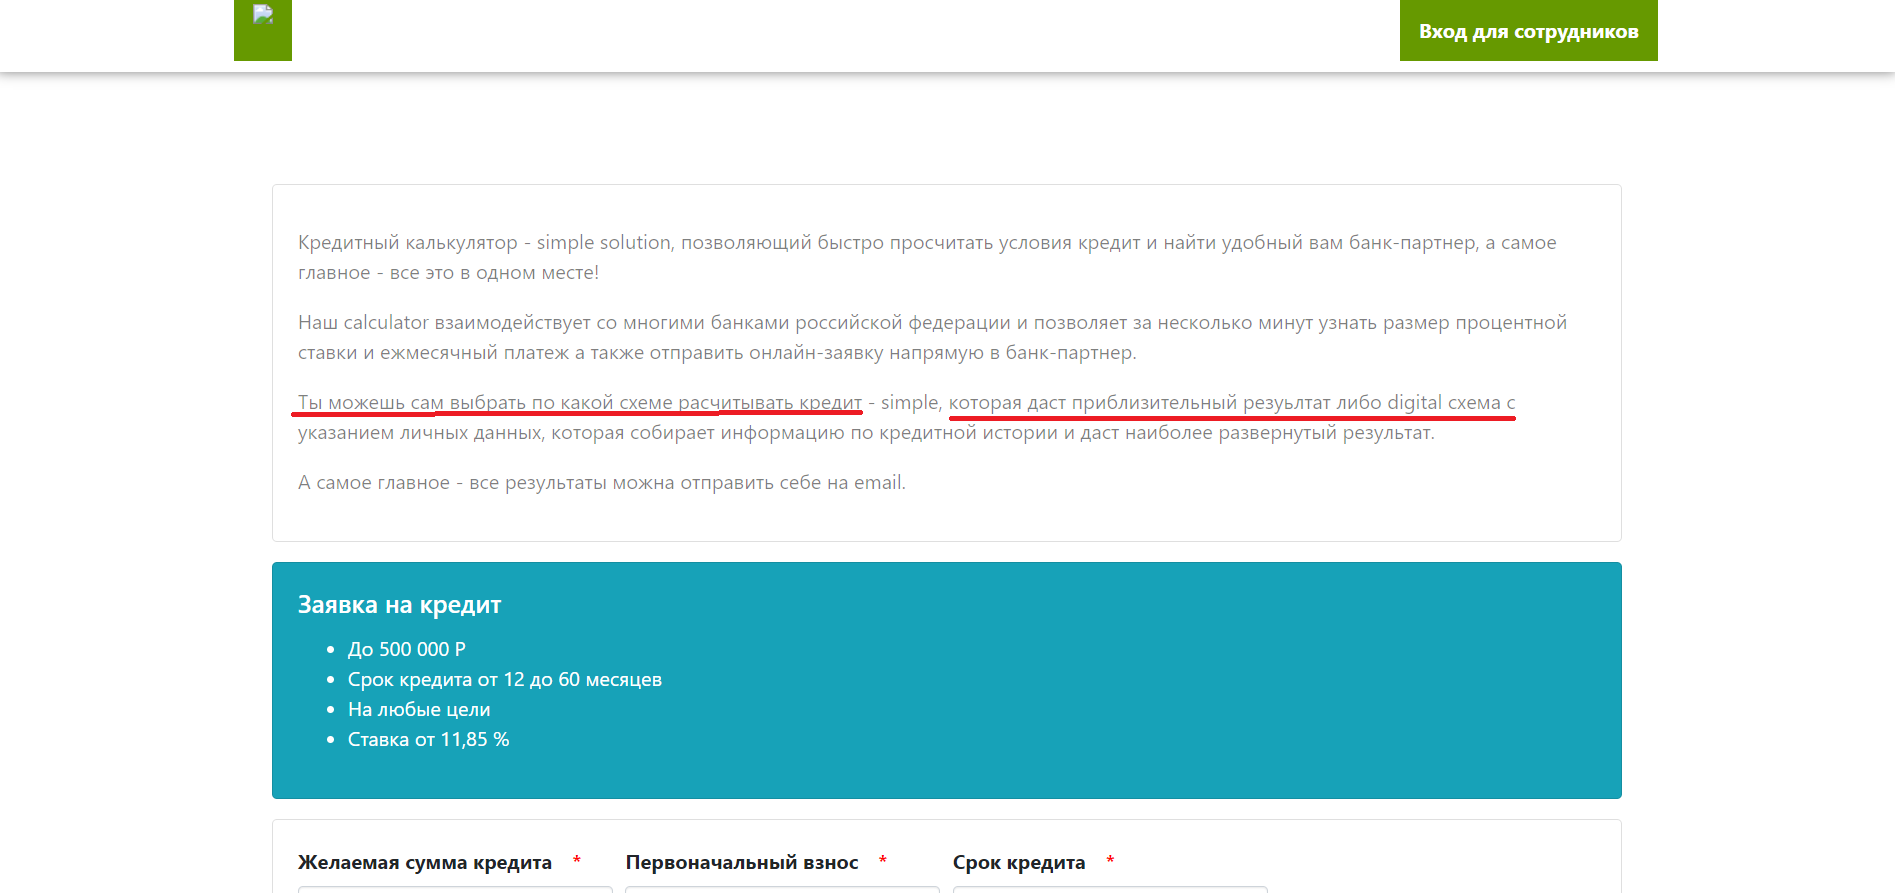 Вход для сотрудников
Кредитный калькулятор - simple solution, позволяющий быстро просчитать условия кредит и найти удобный вам банк-партнер, а самое
главное - все это в одном месте!
Наш calculator взаимодействует со многими банками российской федерации и позволяет за несколько минут узнать размер процентной
ставки и ежмесячный платеж а также отправить онлайн-заявку напрямую в банк-партнер.
Ты можешь сам выбрать по какой схеме расчитывать кредит - simple, которая даст приблизительный резуьлтат либо digital схема с
указанием личных данных, которая собирает информацию по кредитной истории и даст наиболее развернутый результат.
А самое главное - все результаты можна отправить себе на email.
Заявка на кредит
До 500 000 Р
Срок кредита от 12 до 60 месяцев
На любые цели
Ставка от 11,85 %
Желаемая сумма кредита * Первоначальный взнос * Срок кредита *